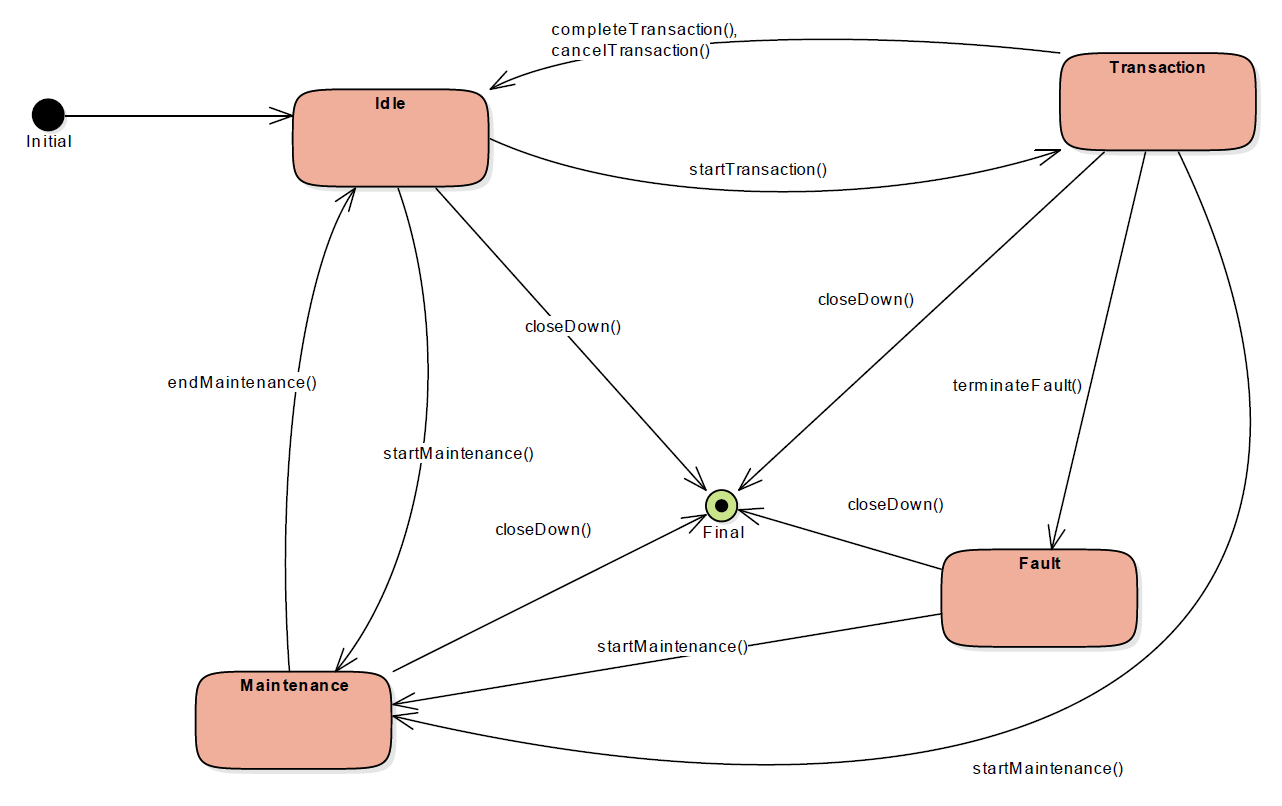 completeTransaction(),
cancelTransaction()
Transaction
Idle
Initial
startTransaction()
closeDown()
closeDown()
endMaintenance()
terminateFault()
startMaintenance()
closeDown()
closeDown()
Final
Fault
startMaintenance()
Maintenance
startMaintenance()